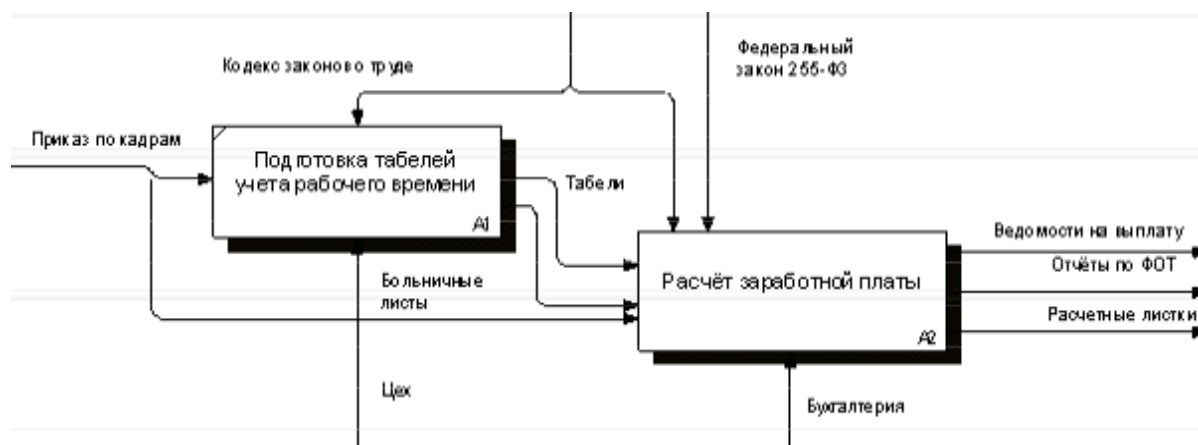 Федеральный
закон 255-ФЗ
Кодекс законово труде
Приказ по кадрам
Подготовка табелей
учета рабочего времени
A1
Табели
Больничные
листы
Расчёт заработной платы
A2
Ведомости на выплату
Отчёты по ФОТ
Расчетные листки
Цех
Бухгалтерия